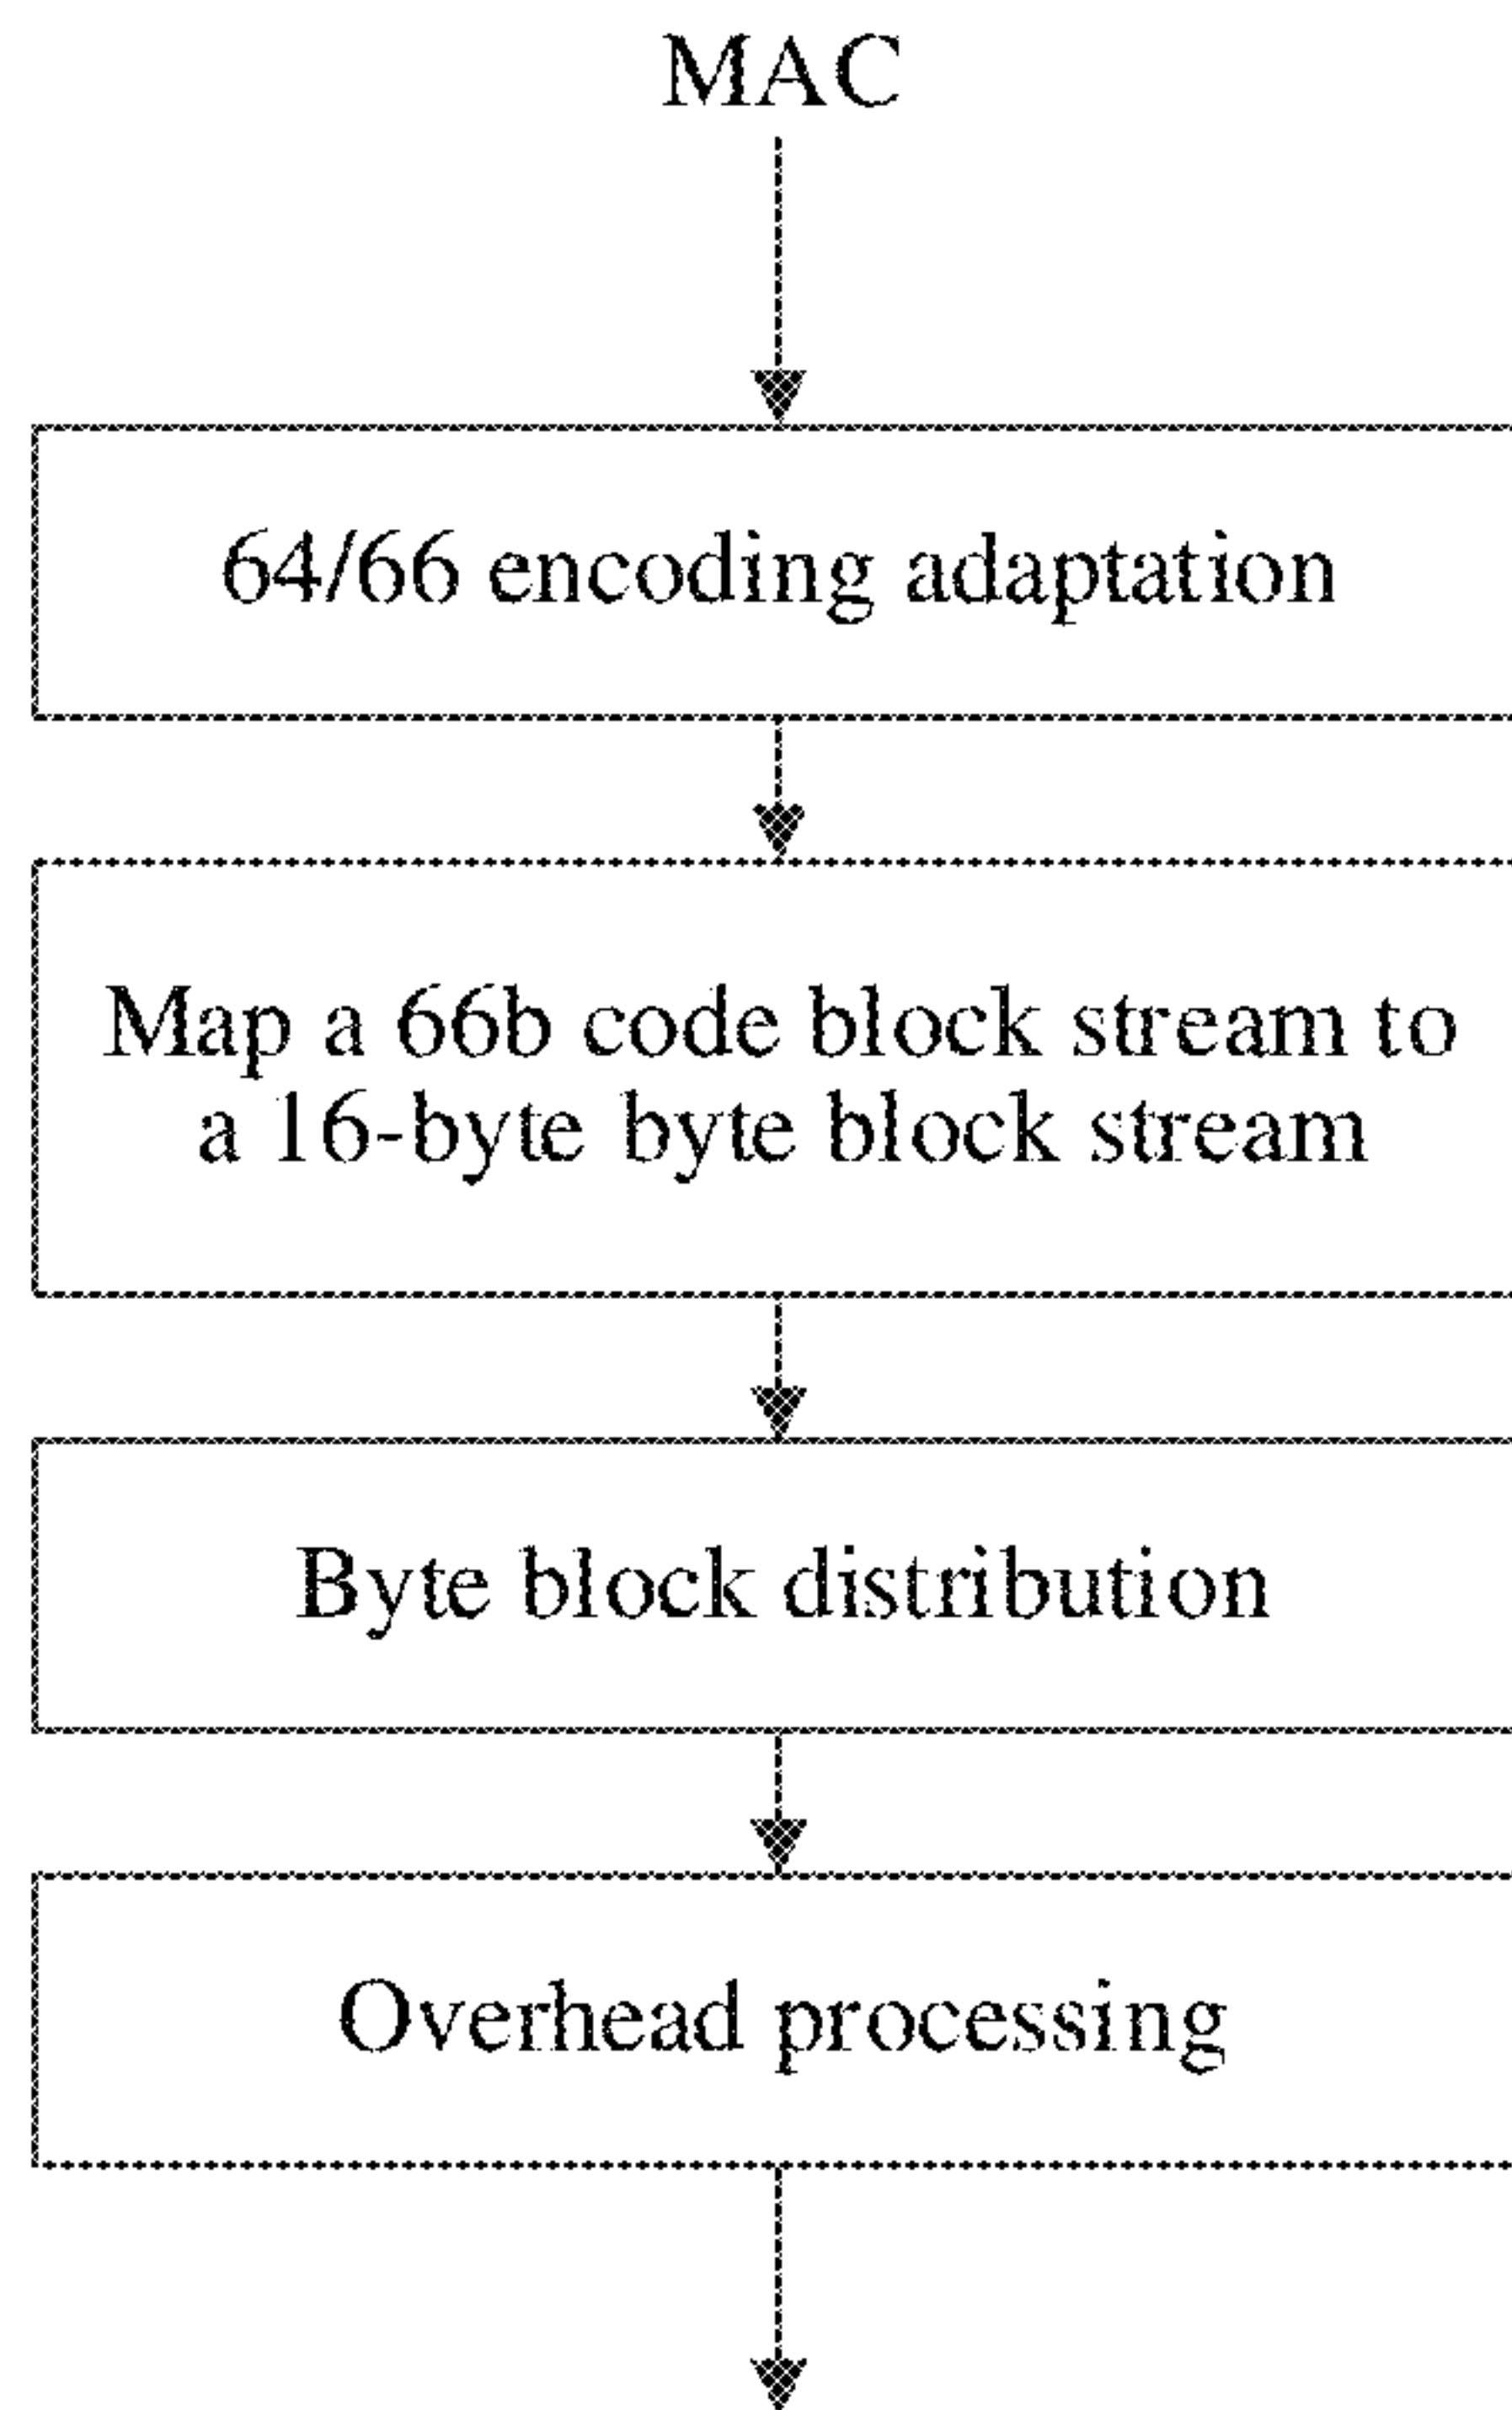 MAC
64/66 encoding adaptation
Map a 66b code block stream to
a 16-byte byte block stream
Byte block distribution
Overhead processing